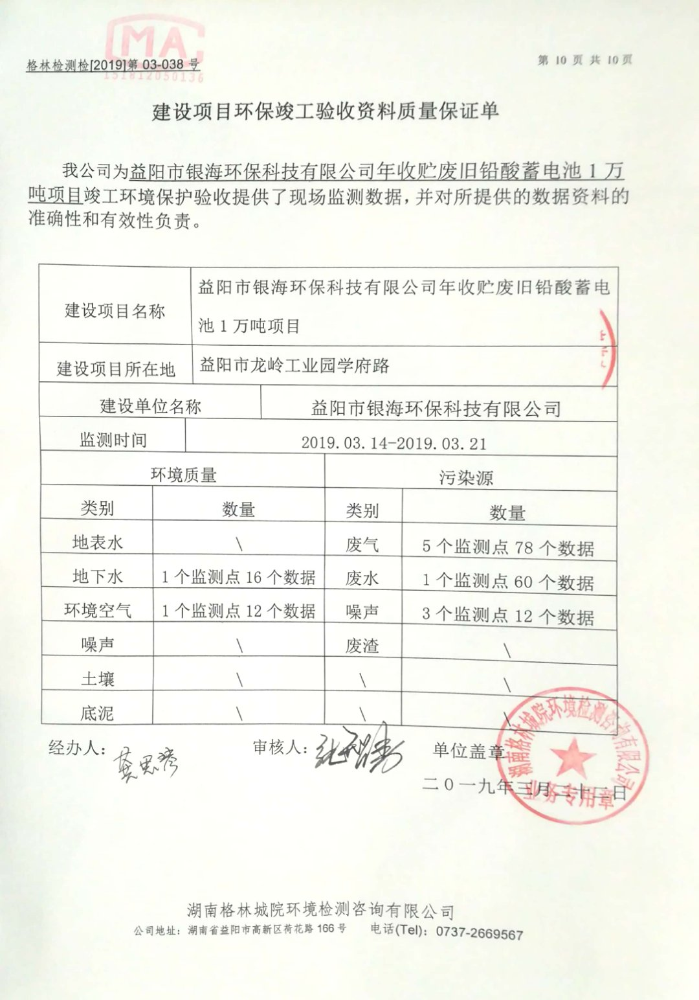 MA
格林检测检[2019]第 03-038 号
151812050136
第 10 页 共 10 页
建设项目环保竣工验收资料质量保证单
我公司为益阳市银海环保科技有限公司年收贮废旧铅酸蓄电池 1 万
吨项目竣工环境保护验收提供了现场监测数据，并对所提供的数据资料的
准确性和有效性负责。
建设项目名称 益阳市银海环保科技有限公司年收贮废旧铅酸蓄电
池 1 万吨项目
建设项目所在地 益阳市龙岭工业园学府路
建设单位名称 益阳市银海环保科技有限公司
监测时间 2019.03.14-2019.03.21
环境质量 污染源
类别 数量 类别 数量
地表水 \ 废气 5 个监测点 78 个数据
地下水 1 个监测点 16 个数据 废水 1 个监测点 60 个数据
环境空气 1 个监测点 12 个数据 噪声 3 个监测点 12 个数据
噪声 \ 废渣 \
土壤 \ \ \
底泥 \ \ \
经办人： 审核人： 单位盖章
二0一九年三月二十二日
湖南格林城院环境检测咨询有限公司
业务专用章
湖南格林城院环境检测咨询有限公司
公司地址：湖南省益阳市高新区荷花路 166 号 电话(Tel)：0737-2669567